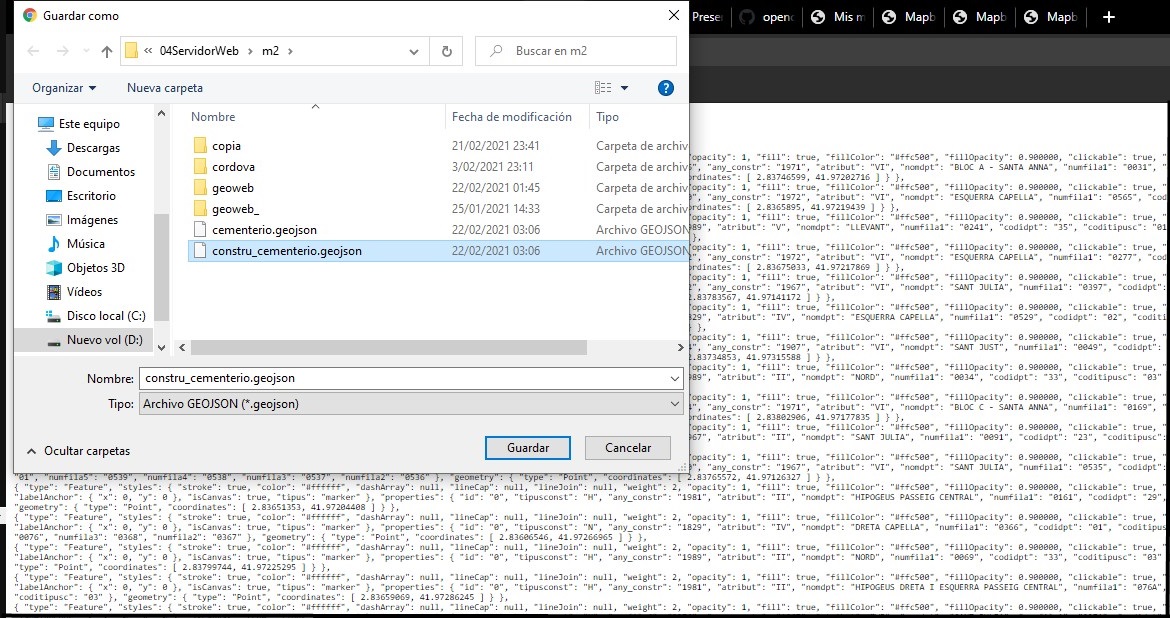 Guardar como
Preser
openc
Mis m
Mapb
Mapb
Mapb
« 04ServidorWeb › m2 ›
Buscar en m2
Organizar
Nueva carpeta
Nombre
Fecha de modificación
Tipo
Este equipo
Descargas
Documentos
Escritorio
Imágenes
Música
Objetos 3D
Vídeos
Disco local (C:)
Nuevo vol (D:)
copia 21/02/2021 23:41 Carpeta de archiv
cordova 3/02/2021 23:11 Carpeta de archiv
geoweb 22/02/2021 01:45 Carpeta de archiv
geoweb_ 25/01/2021 14:33 Carpeta de archiv
cementerio.geojson 22/02/2021 03:06 Archivo GEOJSON
constru_cementerio.geojson 22/02/2021 03:06 Archivo GEOJSON
Nombre: constru_cementerio.geojson
Tipo: Archivo GEOJSON (*.geojson)
Ocultar carpetas
Guardar
Cancelar
"opacity": 1, "fill": true, "fillColor": "#ffc500", "fillOpacity": 0.900000, "clickable": true, "
"any_constr": "1971", "atribut": "VI", "nomdpt": "BLOC A - SANTA ANNA", "numfila1": "0031", "
ordinates": [ 2.83746599, 41.97202716 ] } },
"opacity": 1, "fill": true, "fillColor": "#ffc500", "fillOpacity": 0.900000, "clickable": true, "
"any_constr": "1972", "atribut": "VI", "nomdpt": "ESQUERRA CAPELLA", "numfila1": "0565", "cod
ordinates": [ 2.8365895, 41.97219439 ] } },
"opacity": 1, "fill": true, "fillColor": "#ffc500", "fillOpacity": 0.900000, "clickable": true, "
989", "atribut": "V", "nomdpt": "LLEVANT", "numfila1": "0241", "codidpt": "35", "coditipusc": "01
},
"opacity": 1, "fill": true, "fillColor": "#ffc500", "fillOpacity": 0.900000, "clickable": true, "
"atribut": "VI", "nomdpt": "ESQUERRA CAPELLA", "numfila1": "0277", "cod
ordinates": [ 2.83675033, 41.97217869 ] } },
"opacity": 1, "fill": true, "fillColor": "#ffc500", "fillOpacity": 0.900000, "clickable": true, "
"any_constr": "1967", "atribut": "VI", "nomdpt": "SANT JULIA", "numfila1": "0397", "codidpt":
2.83783567, 41.97141172 ] } },
"opacity": 1, "fill": true, "fillColor": "#ffc500", "fillOpacity": 0.900000, "clickable": true, "
829", "atribut": "IV", "nomdpt": "ESQUERRA CAPELLA", "numfila1": "0529", "codidpt": "02", "coditi
},
"opacity": 1, "fill": true, "fillColor": "#ffc500", "fillOpacity": 0.900000, "clickable": true, "
"any_constr": "1907", "atribut": "VI", "nomdpt": "SANT JUST", "numfila1": "0049", "codidpt":
2.83734853, 41.97315588 ] } },
"opacity": 1, "fill": true, "fillColor": "#ffc500", "fillOpacity": 0.900000, "clickable": true, "
989", "atribut": "II", "nomdpt": "NORD", "numfila1": "0034", "codidpt": "33", "coditipusc": "03"
"opacity": 1, "fill": true, "fillColor": "#ffc500", "fillOpacity": 0.900000, "clickable": true, "
"any_constr": "1971", "atribut": "VI", "nomdpt": "BLOC C - SANTA ANNA", "numfila1": "0169", "
ordinates": [ 2.83802906, 41.97177835 ] } },
"opacity": 1, "fill": true, "fillColor": "#ffc500", "fillOpacity": 0.900000, "clickable": true, "
967", "atribut": "II", "nomdpt": "SANT JULIA", "numfila1": "0091", "codidpt": "23", "coditipusc":
"opacity": 1, "fill": true, "fillColor": "#ffc500", "fillOpacity": 0.900000, "clickable": true, "
"any_constr": "1967", "atribut": "VI", "nomdpt": "SANT JULIA", "numfila1": "0535", "codidpt":
"01", "numfila5": "0539", "numfila4": "0538", "numfila3": "0537", "numfila2": "0536" }, "geometry": { "type": "Point", "coordinates": [ 2.83765572, 41.97126327 ] } },
{ "type": "Feature", "styles": { "stroke": true, "color": "#ffffff", "dashArray": null, "lineCap": null, "lineJoin": null, "weight": 2, "opacity": 1, "fill": true, "fillColor": "#ffc500", "fillOpacity": 0.900000, "clickable": true, "
"labelAnchor": { "x": 0, "y": 0 }, "isCanvas": true, "tipus": "marker" }, "properties": { "id": "0", "tipusconst": "H", "any_constr": "1981", "atribut": "II", "nomdpt": "HIPOGEUS PASSEIG CENTRAL", "numfila1": "0161", "codidpt": "29"
"geometry": { "type": "Point", "coordinates": [ 2.83651353, 41.97204408 ] } },
{ "type": "Feature", "styles": { "stroke": true, "color": "#ffffff", "dashArray": null, "lineCap": null, "lineJoin": null, "weight": 2, "opacity": 1, "fill": true, "fillColor": "#ffc500", "fillOpacity": 0.900000, "clickable": true, "
"labelAnchor": { "x": 0, "y": 0 }, "isCanvas": true, "tipus": "marker" }, "properties": { "id": "0", "tipusconst": "N", "any_constr": "1829", "atribut": "IV", "nomdpt": "DRETA CAPELLA", "numfila1": "0366", "codidpt": "01", "coditipus
"0076", "numfila3": "0368", "numfila2": "0367" }, "geometry": { "type": "Point", "coordinates": [ 2.83606546, 41.97266965 ] } },
{ "type": "Feature", "styles": { "stroke": true, "color": "#ffffff", "dashArray": null, "lineCap": null, "lineJoin": null, "weight": 2, "opacity": 1, "fill": true, "fillColor": "#ffc500", "fillOpacity": 0.900000, "clickable": true, "
"labelAnchor": { "x": 0, "y": 0 }, "isCanvas": true, "tipus": "marker" }, "properties": { "id": "0", "tipusconst": "H", "any_constr": "1989", "atribut": "II", "nomdpt": "NORD", "numfila1": "0069", "codidpt": "33", "coditipusc": "03"
"type": "Point", "coordinates": [ 2.83799744, 41.97225295 ] } },
{ "type": "Feature", "styles": { "stroke": true, "color": "#ffffff", "dashArray": null, "lineCap": null, "lineJoin": null, "weight": 2, "opacity": 1, "fill": true, "fillColor": "#ffc500", "fillOpacity": 0.900000, "clickable": true, "
"labelAnchor": { "x": 0, "y": 0 }, "isCanvas": true, "tipus": "marker" }, "properties": { "id": "0", "tipusconst": "H", "any_constr": "1981", "atribut": "II", "nomdpt": "HIPOGEUS DRETA I ESQUERRA PASSEIG CENTRAL", "numfila1": "076A",
"coditipusc": "03" }, "geometry": { "type": "Point", "coordinates": [ 2.83659069, 41.97286245 ] } },
{ "type": "Feature", "styles": { "stroke": true, "color": "#ffffff", "dashArray": null, "lineCap": null, "lineJoin": null, "weight": 2, "opacity": 1, "fill": true, "fillColor": "#ffc500", "fillOpacity": 0.900000, "clickable": true, "